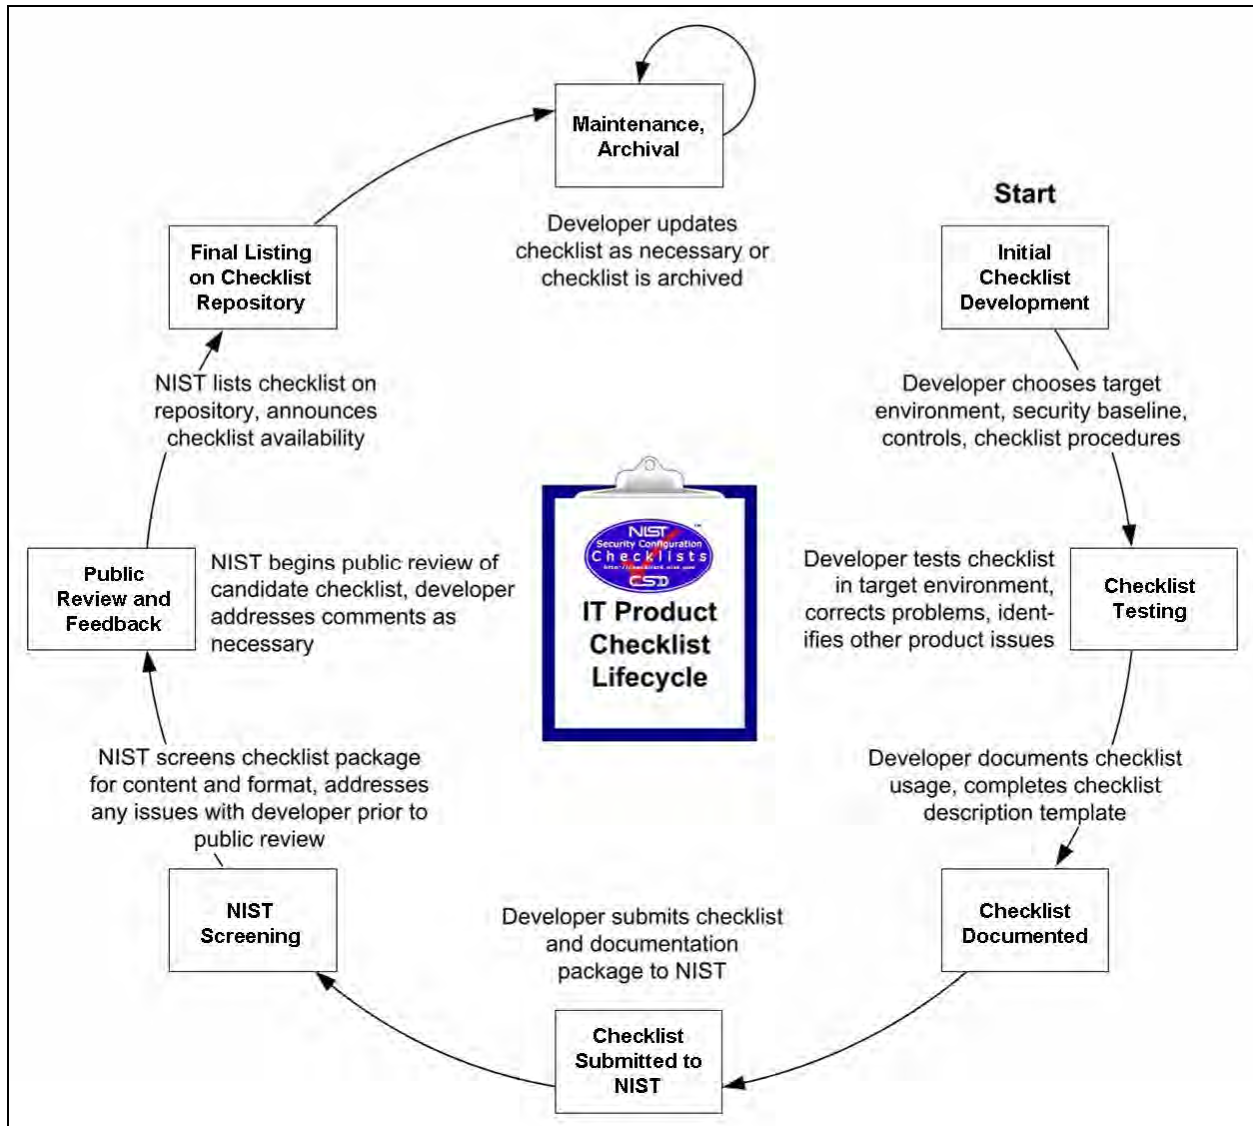 Start
Initial
Checklist
Development
Developer chooses target
environment, security baseline,
controls, checklist procedures
Checklist
Testing
Developer tests checklist
in target environment,
corrects problems, ident-
ifies other product issues
Developer documents checklist
usage, completes checklist
description template
Checklist
Documented
Developer submits checklist
and documentation
package to NIST
Checklist
Submitted to
NIST
NIST
Screening
NIST screens checklist package
for content and format, addresses
any issues with developer prior to
public review
Public
Review and
Feedback
NIST begins public review of
candidate checklist, developer
addresses comments as
necessary
NIST lists checklist on
repository, announces
checklist availability
Final Listing
on Checklist
Repository
Maintenance,
Archival
Developer updates
checklist as necessary or
checklist is archived
NIST
Security Configuration
Checklists
CSD
IT Product
Checklist
Lifecycle